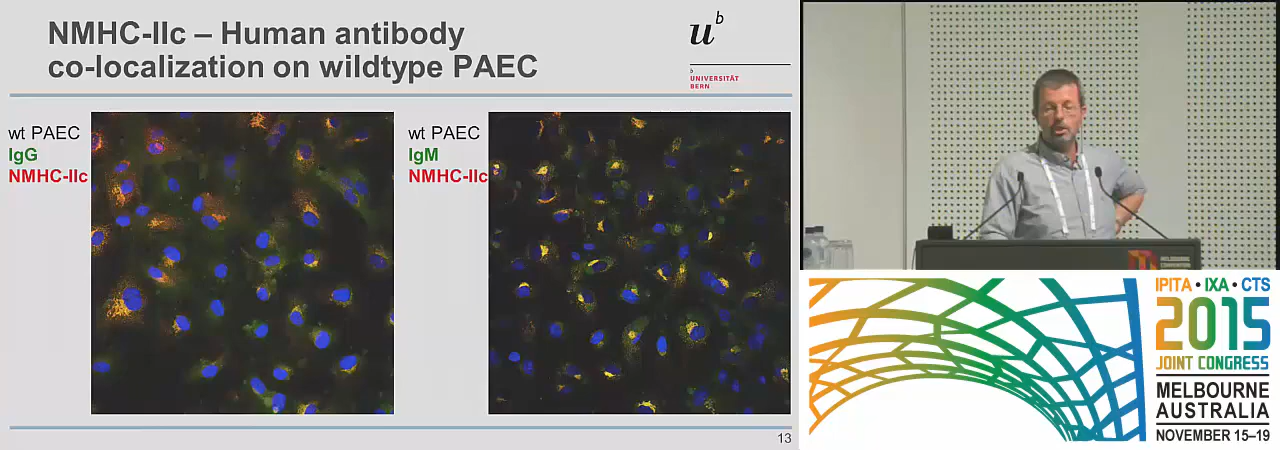 NMHC-IIc – Human antibody
co-localization on wildtype PAEC
u b
b
UNIVERSITÄT
BERN
wt PAEC
IgG
NMHC-IIc
wt PAEC
IgM
NMHC-IIc
13
MELBOURNE
IPITA • IXA • CTS
2015
JOINT CONGRESS
MELBOURNE
AUSTRALIA
NOVEMBER 15–19